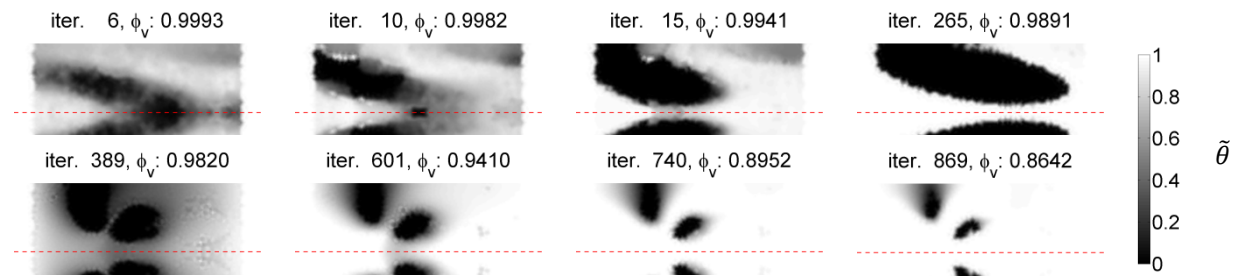 iter. 6, ϕv: 0.9993
iter. 10, ϕv: 0.9982
iter. 15, ϕv: 0.9941
iter. 265, ϕv: 0.9891
1
0.8
0.6
0.4
0.2
0
θ̃
iter. 389, ϕv: 0.9820
iter. 601, ϕv: 0.9410
iter. 740, ϕv: 0.8952
iter. 869, ϕv: 0.8642